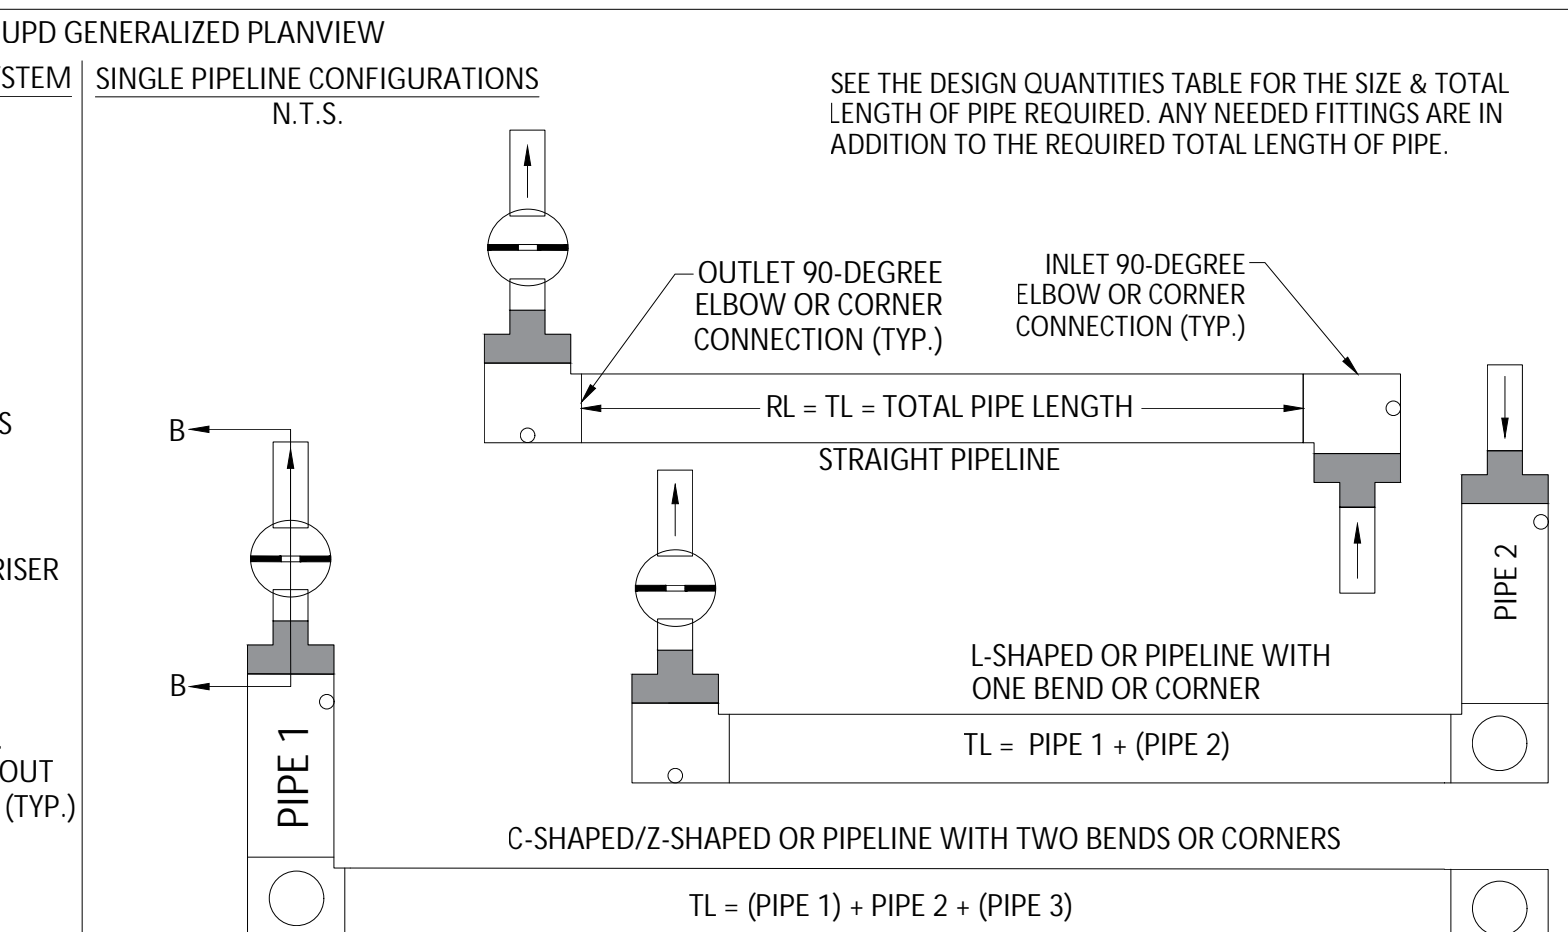 UPD GENERALIZED PLANVIEW
YSTEM
SINGLE PIPELINE CONFIGURATIONS
N.T.S.
SEE THE DESIGN QUANTITIES TABLE FOR THE SIZE & TOTAL
LENGTH OF PIPE REQUIRED. ANY NEEDED FITTINGS ARE IN
ADDITION TO THE REQUIRED TOTAL LENGTH OF PIPE.
OUTLET 90-DEGREE
ELBOW OR CORNER
CONNECTION (TYP.)
INLET 90-DEGREE
ELBOW OR CORNER
CONNECTION (TYP.)
RL = TL = TOTAL PIPE LENGTH
STRAIGHT PIPELINE
S
B
RISER
PIPE 2
L-SHAPED OR PIPELINE WITH
ONE BEND OR CORNER
B
TL = PIPE 1 + (PIPE 2)
OUT
(TYP.)
PIPE 1
C-SHAPED/Z-SHAPED OR PIPELINE WITH TWO BENDS OR CORNERS
TL = (PIPE 1) + PIPE 2 + (PIPE 3)